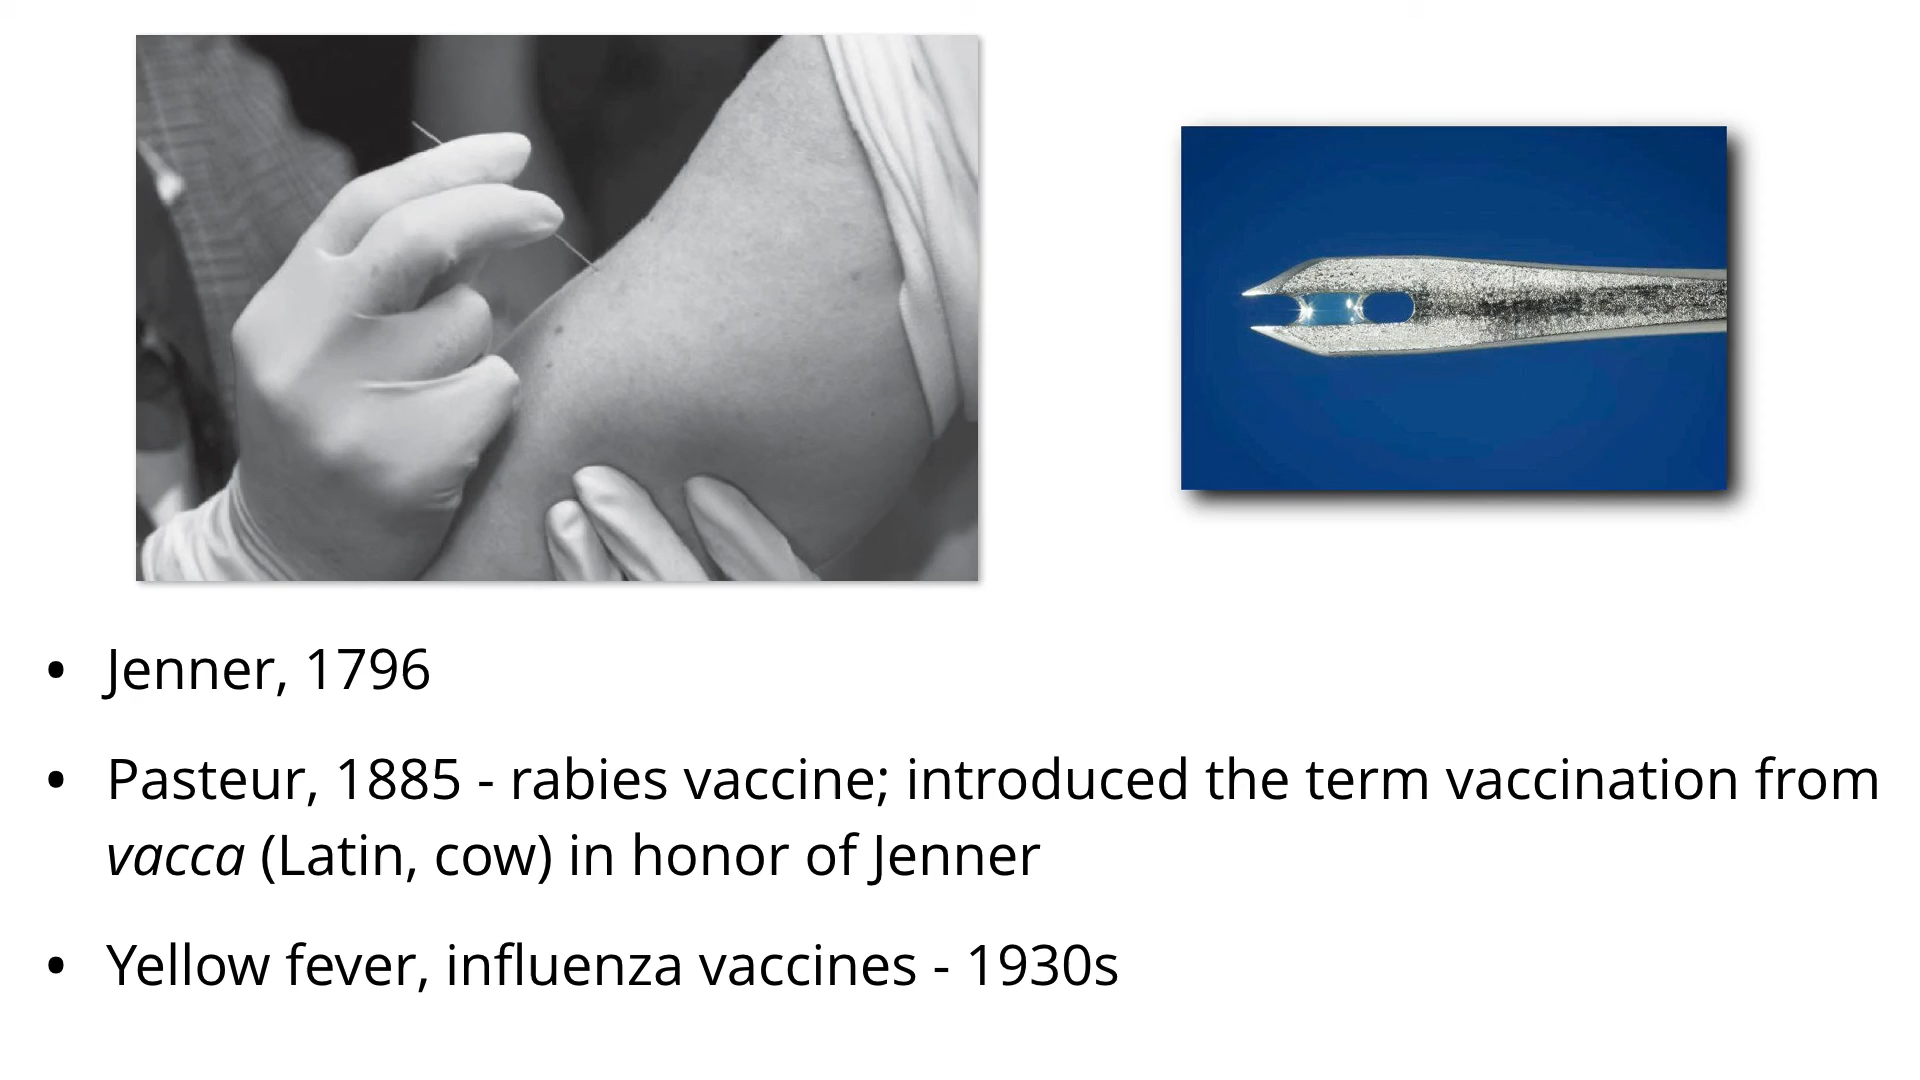 • Jenner, 1796
• Pasteur, 1885 - rabies vaccine; introduced the term vaccination from
vacca (Latin, cow) in honor of Jenner
• Yellow fever, influenza vaccines - 1930s